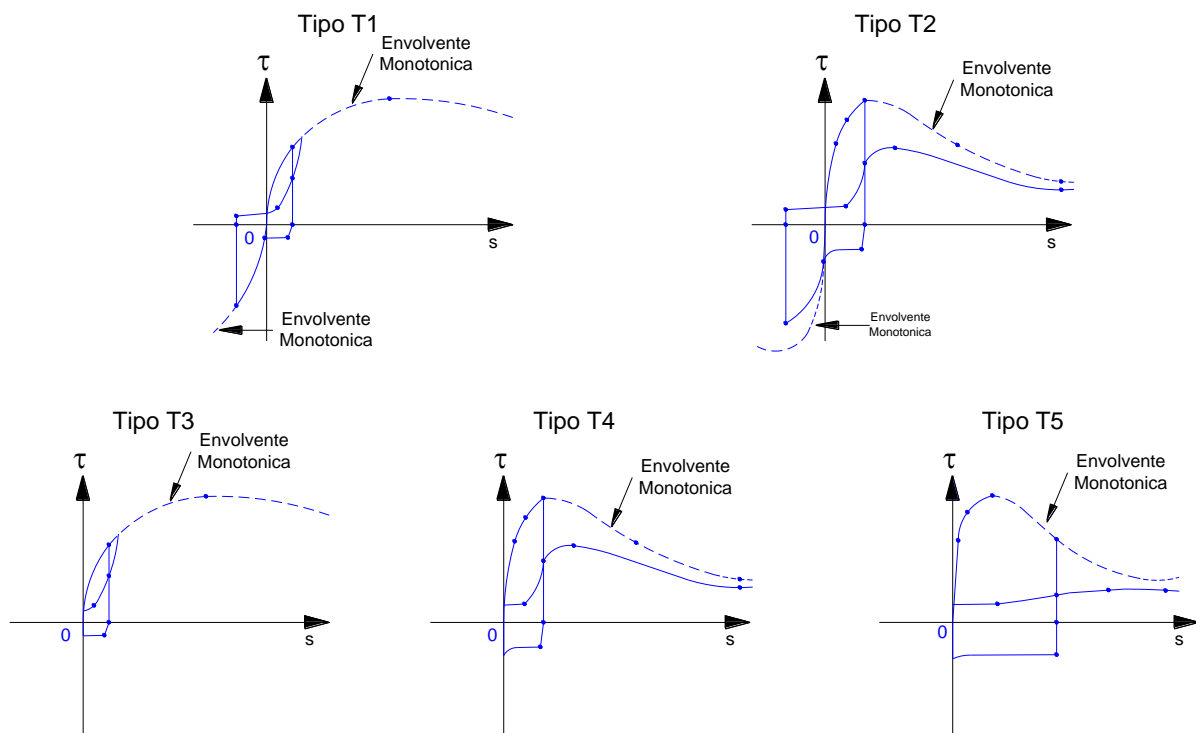 Tipo T1
Envolvente
Monotonica
τ
0
s
Envolvente
Monotonica
Tipo T2
Envolvente
Monotonica
τ
0
s
Envolvente
Monotonica
Tipo T3
Envolvente
Monotonica
τ
0
s
Tipo T4
Envolvente
Monotonica
τ
0
s
Tipo T5
Envolvente
Monotonica
τ
0
s